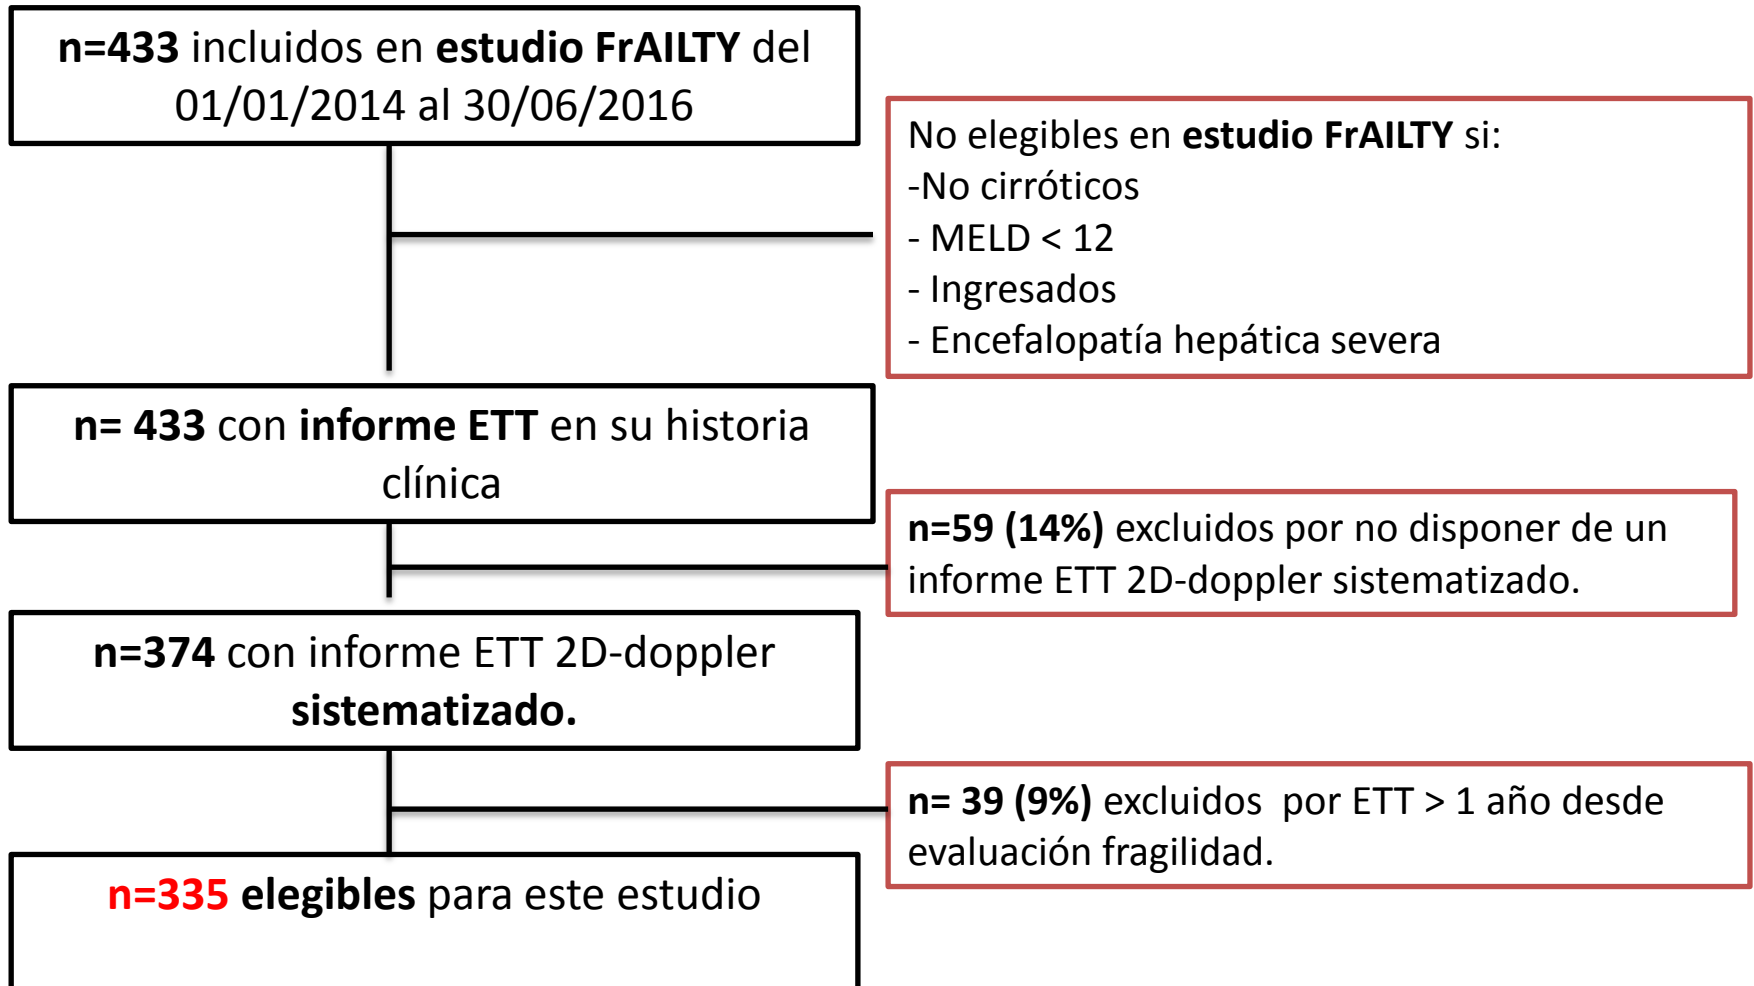 n=433 incluidos en estudio FrAILTY del
01/01/2014 al 30/06/2016
No elegibles en estudio FrAILTY si:
-No cirróticos
- MELD < 12
- Ingresados
- Encefalopatía hepática severa
n= 433 con informe ETT en su historia
clínica
n=59 (14%) excluidos por no disponer de un
informe ETT 2D-doppler sistematizado.
n=374 con informe ETT 2D-doppler
sistematizado.
n= 39 (9%) excluidos por ETT > 1 año desde
evaluación fragilidad.
n=335 elegibles para este estudio